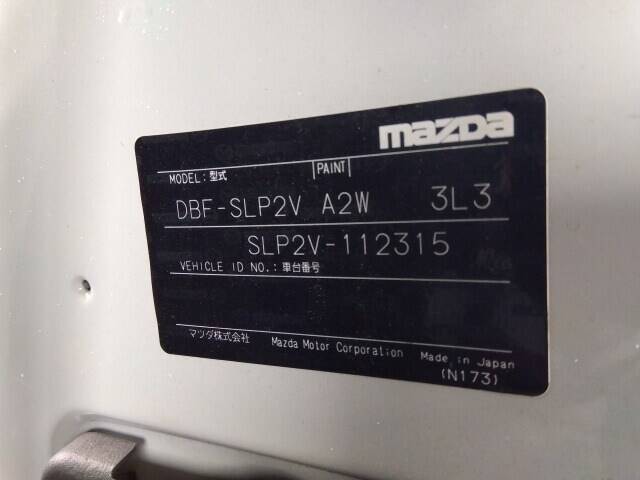 mazda
MODEL: 型式 PAINT
DBF-SLP2V A2W 3L3
SLP2V-112315
VEHICLE ID NO.: 車台番号
マツダ株式会社 Mazda Motor Corporation Made in Japan
(N173)